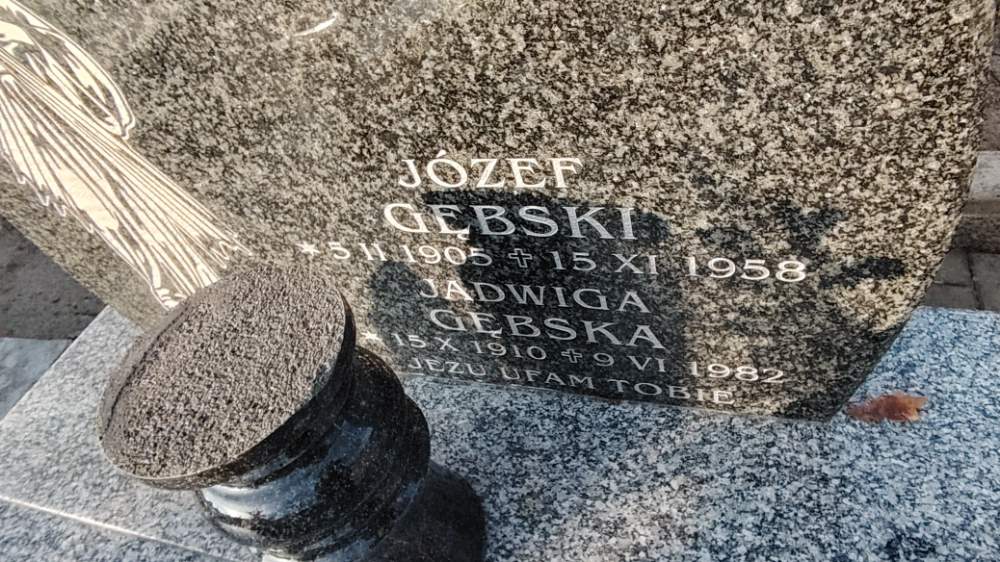 JÓZEF
GĘBSKI
* 5 II 1905 ✝ 15 XI 1958
JADWIGA
GĘBSKA
* 15 X 1910 ✝ 9 VI 1982
JEZU UFAM TOBIE